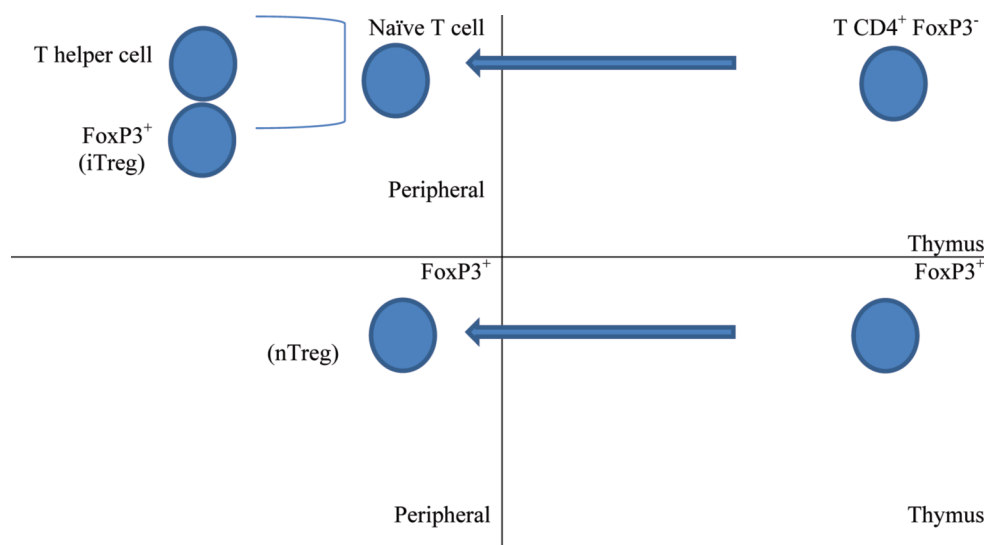 Naïve T cell
T CD4⁺ FoxP3⁻
T helper cell
FoxP3⁺
(iTreg)
Peripheral
Thymus
FoxP3⁺
FoxP3⁺
(nTreg)
Peripheral
Thymus